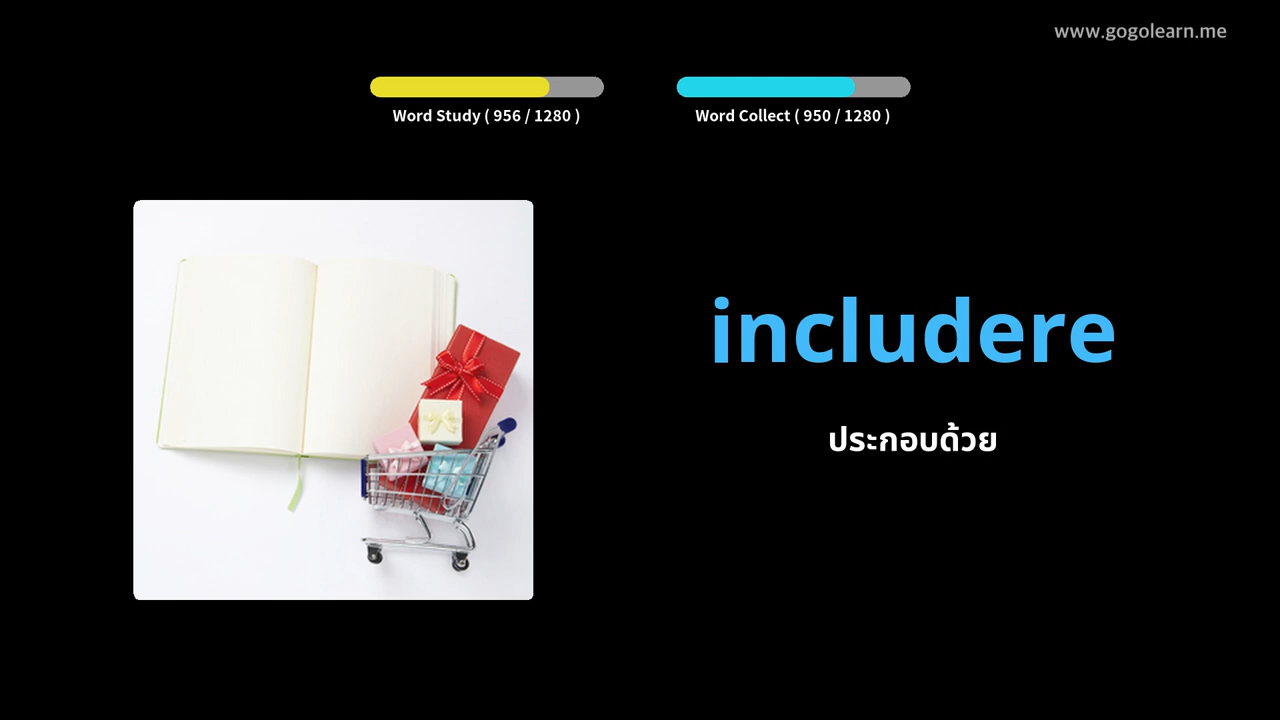 www.gogolearn.me
Word Study ( 956 / 1280 )
Word Collect ( 950 / 1280 )
includere
ประกอบด้วย